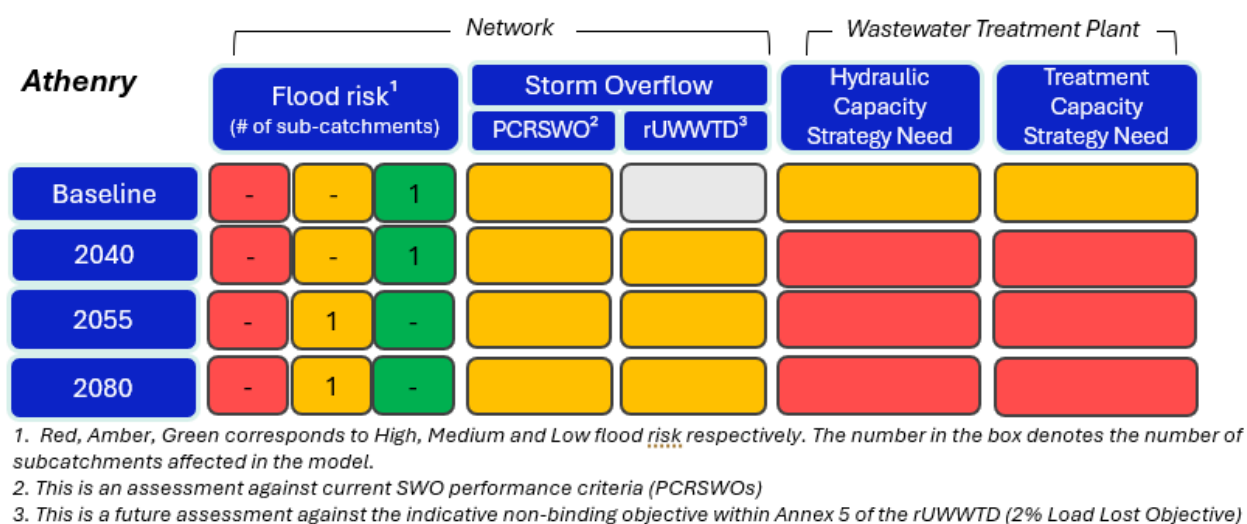 Network
Wastewater Treatment Plant
Athenry
Flood risk¹
(# of sub-catchments)
Storm Overflow
PCRSWO²
rUWWTD³
Hydraulic
Capacity
Strategy Need
Treatment
Capacity
Strategy Need
Baseline - - 1
2040 - - 1
2055 - 1 -
2080 - 1 -
1. Red, Amber, Green corresponds to High, Medium and Low flood risk respectively. The number in the box denotes the number of
subcatchments affected in the model.
2. This is an assessment against current SWO performance criteria (PCRSWOs)
3. This is a future assessment against the indicative non-binding objective within Annex 5 of the rUWWTD (2% Load Lost Objective)